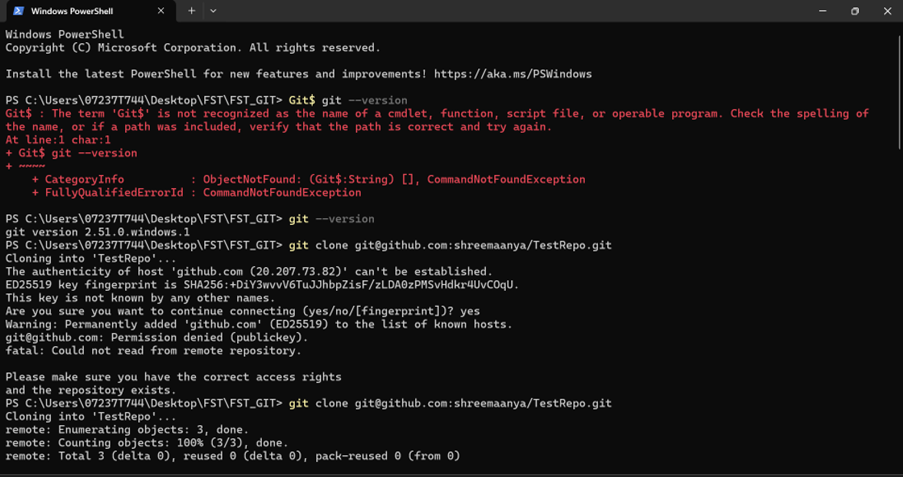 Windows PowerShell
Windows PowerShell
Copyright (C) Microsoft Corporation. All rights reserved.
Install the latest PowerShell for new features and improvements! https://aka.ms/PSWindows
PS C:\Users\07237T744\Desktop\FST\FST_GIT> Git$ git --version
Git$ : The term 'Git$' is not recognized as the name of a cmdlet, function, script file, or operable program. Check the spelling of
the name, or if a path was included, verify that the path is correct and try again.
At line:1 char:1
+ Git$ git --version
+ ~~~~
    + CategoryInfo          : ObjectNotFound: (Git$:String) [], CommandNotFoundException
    + FullyQualifiedErrorId : CommandNotFoundException
PS C:\Users\07237T744\Desktop\FST\FST_GIT> git --version
git version 2.51.0.windows.1
PS C:\Users\07237T744\Desktop\FST\FST_GIT> git clone git@github.com:shreemaanya/TestRepo.git
Cloning into 'TestRepo'...
The authenticity of host 'github.com (20.207.73.82)' can't be established.
ED25519 key fingerprint is SHA256:+DiY3wvvV6TuJJhbpZisF/zLDA0zPMSvHdkr4UvCOqU.
This key is not known by any other names.
Are you sure you want to continue connecting (yes/no/[fingerprint])? yes
Warning: Permanently added 'github.com' (ED25519) to the list of known hosts.
git@github.com: Permission denied (publickey).
fatal: Could not read from remote repository.
Please make sure you have the correct access rights
and the repository exists.
PS C:\Users\07237T744\Desktop\FST\FST_GIT> git clone git@github.com:shreemaanya/TestRepo.git
Cloning into 'TestRepo'...
remote: Enumerating objects: 3, done.
remote: Counting objects: 100% (3/3), done.
remote: Total 3 (delta 0), reused 0 (delta 0), pack-reused 0 (from 0)